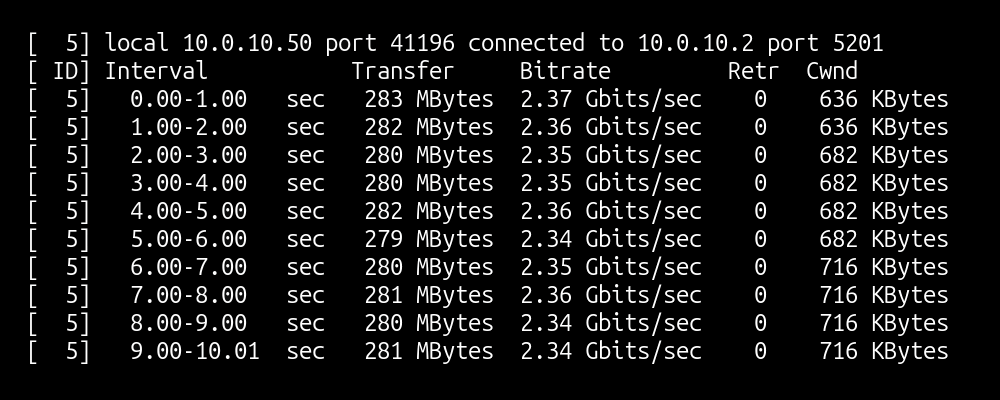 [  5] local 10.0.10.50 port 41196 connected to 10.0.10.2 port 5201
[ ID] Interval           Transfer     Bitrate         Retr  Cwnd
[  5]   0.00-1.00   sec   283 MBytes  2.37 Gbits/sec    0    636 KBytes
[  5]   1.00-2.00   sec   282 MBytes  2.36 Gbits/sec    0    636 KBytes
[  5]   2.00-3.00   sec   280 MBytes  2.35 Gbits/sec    0    682 KBytes
[  5]   3.00-4.00   sec   280 MBytes  2.35 Gbits/sec    0    682 KBytes
[  5]   4.00-5.00   sec   282 MBytes  2.36 Gbits/sec    0    682 KBytes
[  5]   5.00-6.00   sec   279 MBytes  2.34 Gbits/sec    0    682 KBytes
[  5]   6.00-7.00   sec   280 MBytes  2.35 Gbits/sec    0    716 KBytes
[  5]   7.00-8.00   sec   281 MBytes  2.36 Gbits/sec    0    716 KBytes
[  5]   8.00-9.00   sec   280 MBytes  2.34 Gbits/sec    0    716 KBytes
[  5]   9.00-10.01  sec   281 MBytes  2.34 Gbits/sec    0    716 KBytes